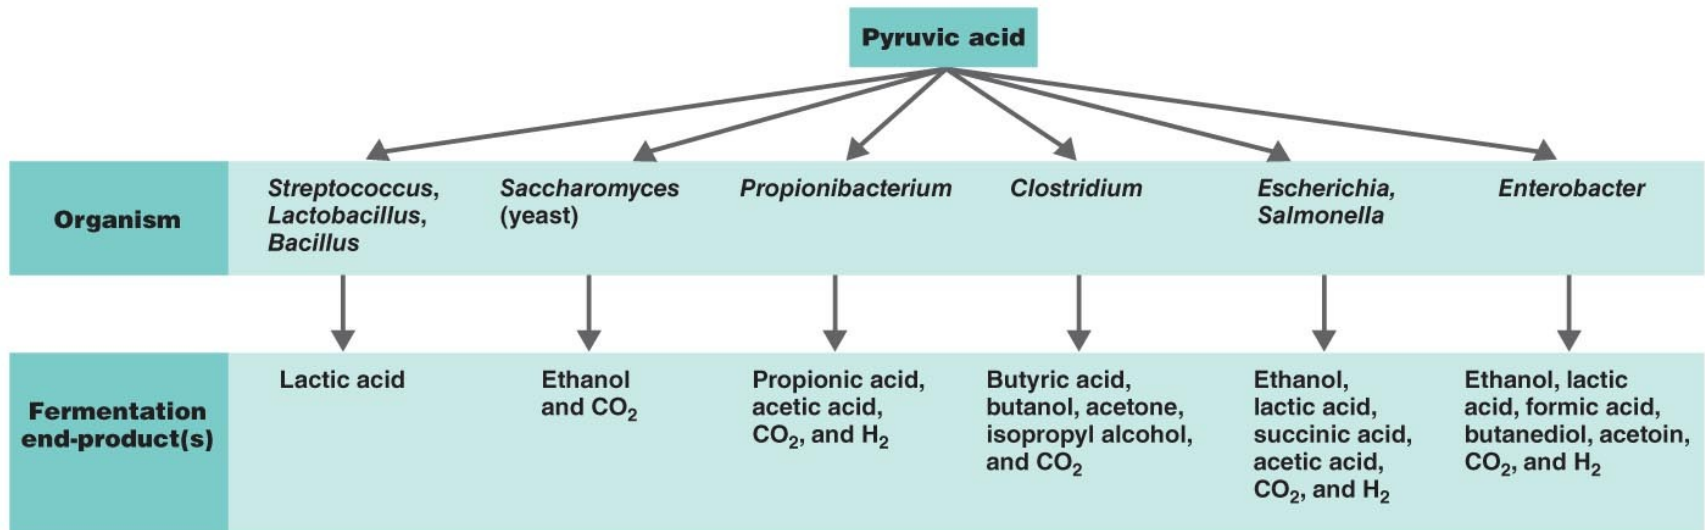 Pyruvic acid
Organism
Streptococcus,
Lactobacillus,
Bacillus
Saccharomyces
(yeast)
Propionibacterium
Clostridium
Escherichia,
Salmonella
Enterobacter
Fermentation
end-product(s)
Lactic acid
Ethanol
and CO₂
Propionic acid,
acetic acid,
CO₂, and H₂
Butyric acid,
butanol, acetone,
isopropyl alcohol,
and CO₂
Ethanol,
lactic acid,
succinic acid,
acetic acid,
CO₂, and H₂
Ethanol, lactic
acid, formic acid,
butanediol, acetoin,
CO₂, and H₂